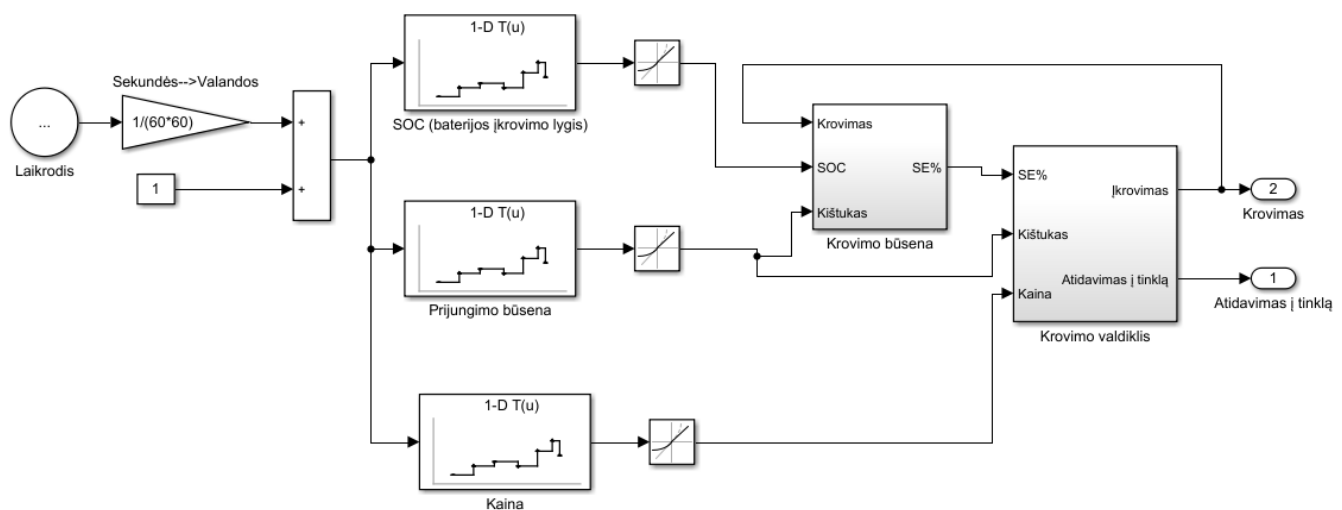 1-D T(u)
SOC (baterijos įkrovimo lygis)
Sekundės-->Valandos
...
1/(60*60)
Laikrodis
+
+
1
1-D T(u)
Prijungimo būsena
1-D T(u)
Kaina
Krovimas
SOC
SE%
Kištukas
Krovimo būsena
SE%
Įkrovimas
Kištukas
Atidavimas į tinklą
Kaina
Krovimo valdiklis
2
Krovimas
1
Atidavimas į tinklą